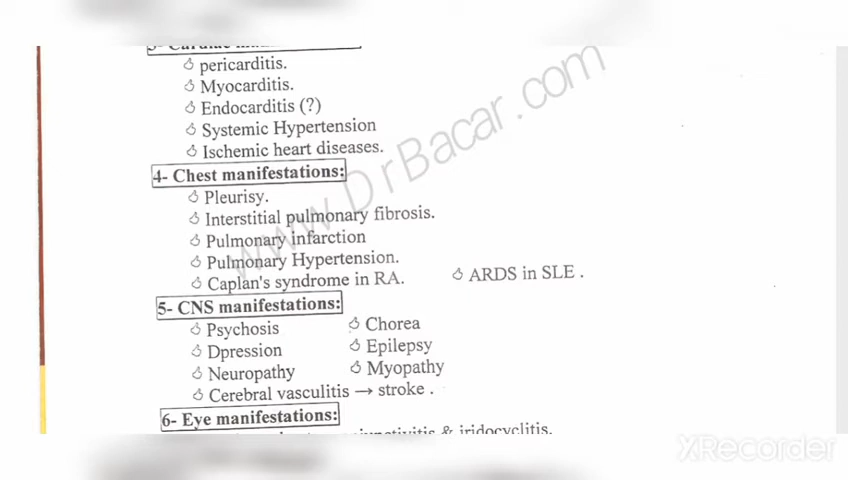 pericarditis.
Myocarditis.
Endocarditis (?)
Systemic Hypertension
Ischemic heart diseases.
4- Chest manifestations:
Pleurisy.
Interstitial pulmonary fibrosis.
Pulmonary infarction
Pulmonary Hypertension.
Caplan's syndrome in RA. ARDS in SLE .
5- CNS manifestations:
Psychosis Chorea
Dpression Epilepsy
Neuropathy Myopathy
Cerebral vasculitis → stroke .
6- Eye manifestations:
& iridocyclitis.
www.DrBacar.com
XRecorder